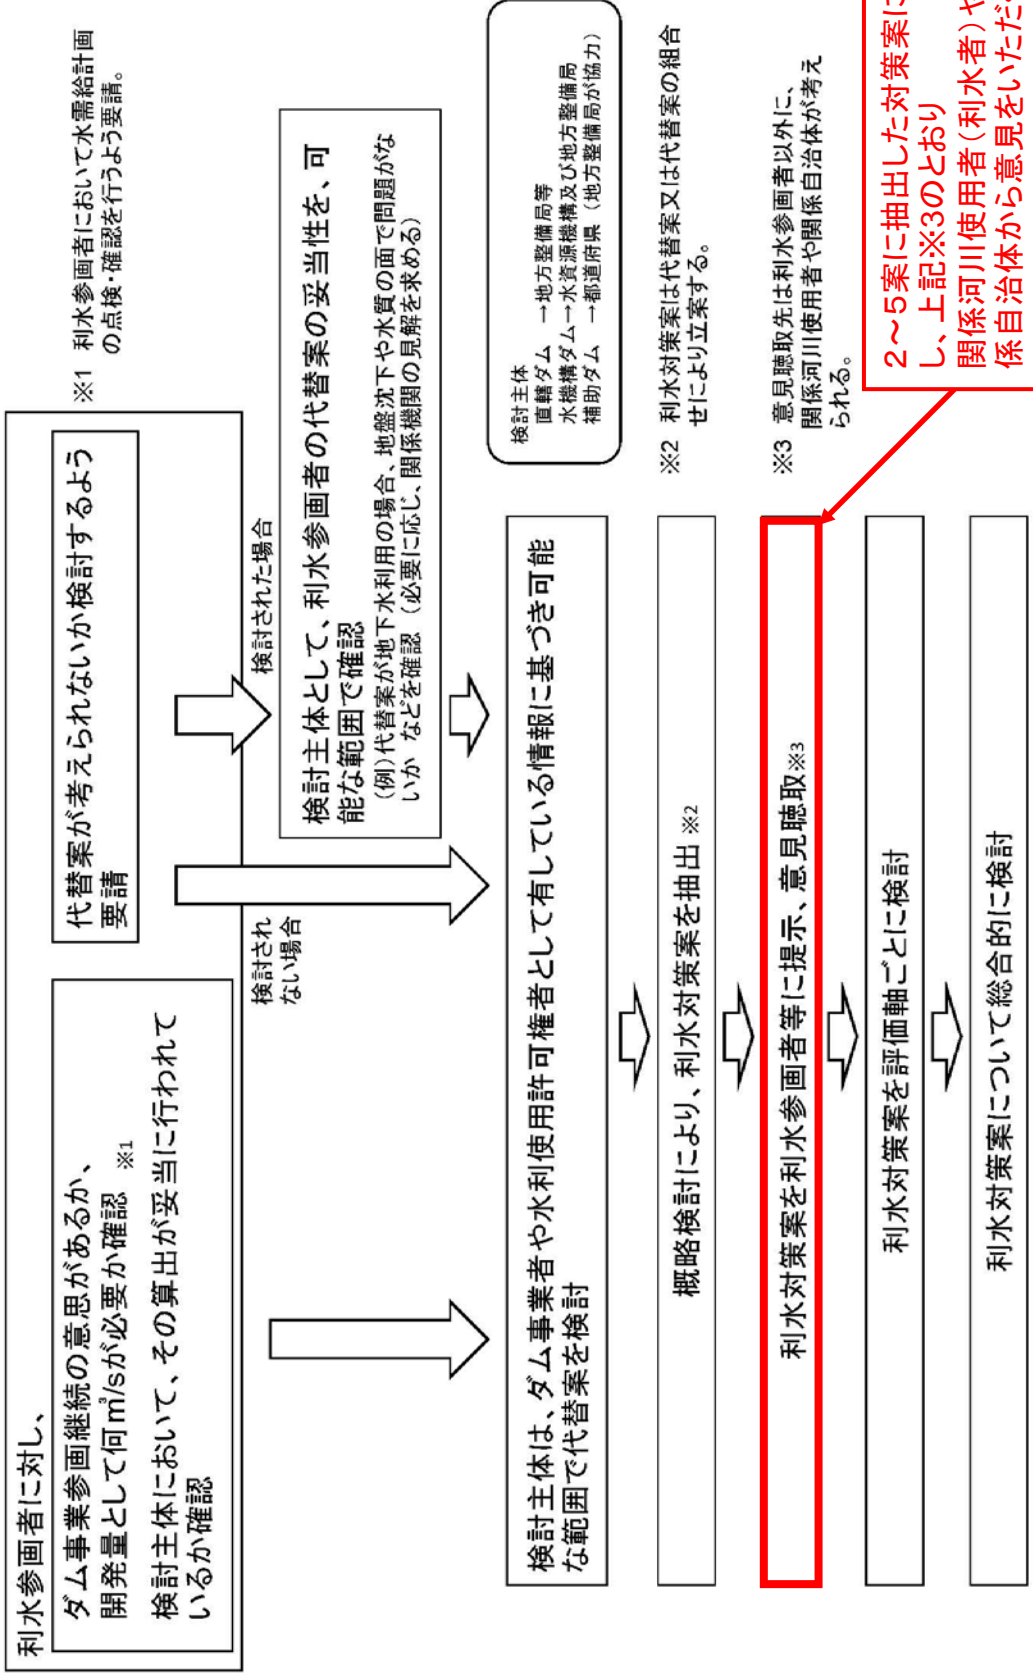 利水参画者に対し、
ダム事業参画継続の意思があるか、
開発量として何㎥/sが必要か確認 ※1
検討主体において、その算出が妥当に行われて
いるか確認
代替案が考えられないか検討するよう
要請
※1 利水参画者において水需給計画
の点検・確認を行うよう要請。
検討され
ない場合
検討された場合
検討主体として、利水参画者の代替案の妥当性を、可
能な範囲で確認
(例)代替案が地下水利用の場合、地盤沈下や水質の面で問題がな
いか などを確認（必要に応じ、関係機関の見解を求める）
検討主体
直轄ダム →地方整備局等
水機構ダム→水資源機構及び地方整備局
補助ダム →都道府県（地方整備局が協力）
検討主体は、ダム事業者や水利使用許可権者として有している情報に基づき可能
な範囲で代替案を検討
概略検討により、利水対策案を抽出 ※2
※2 利水対策案は代替案又は代替案の組合
せにより立案する。
利水対策案を利水参画者等に提示、意見聴取※3
※3 意見聴取先は利水参画者以外に、
関係河川使用者や関係自治体が考え
られる。
2～5案に抽出した対策案に
し、上記※3のとおり
関係河川使用者(利水者)や
係自治体から意見をいただ
利水対策案を評価軸ごとに検討
利水対策案について総合的に検討